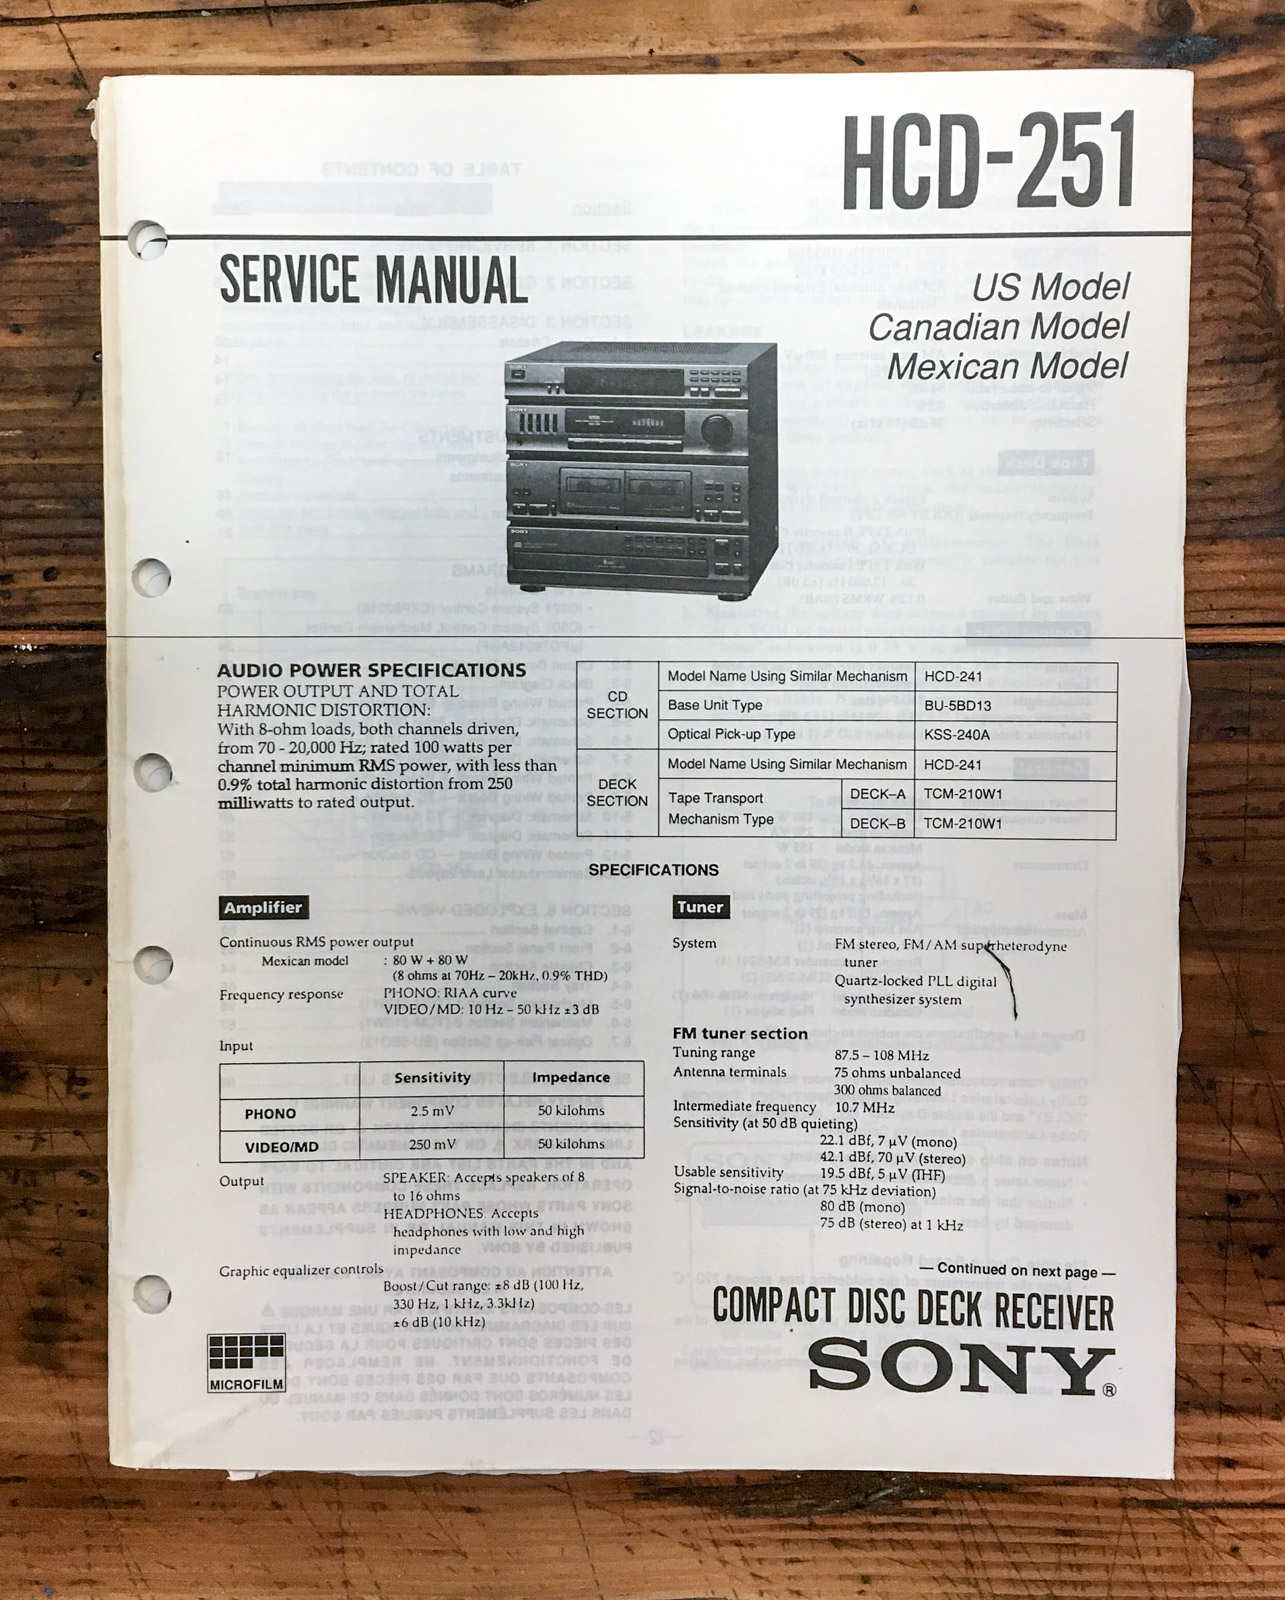 HCD-251
SERVICE MANUAL
US Model
Canadian Model
Mexican Model
SONY
SONY
SONY
AUDIO POWER SPECIFICATIONS
POWER OUTPUT AND TOTAL
HARMONIC DISTORTION:
With 8-ohm loads, both channels driven,
from 70 - 20,000 Hz; rated 100 watts per
channel minimum RMS power, with less than
0.9% total harmonic distortion from 250
milliwatts to rated output.
CD SECTION
Model Name Using Similar Mechanism HCD-241
Base Unit Type BU-5BD13
Optical Pick-up Type KSS-240A
DECK SECTION
Model Name Using Similar Mechanism HCD-241
Tape Transport Mechanism Type
DECK–A TCM-210W1
DECK–B TCM-210W1
SPECIFICATIONS
Amplifier
Continuous RMS power output
Mexican model : 80 W + 80 W
(8 ohms at 70Hz – 20kHz, 0.9% THD)
Frequency response PHONO: RIAA curve
VIDEO/MD: 10 Hz – 50 kHz ±3 dB
Input
Sensitivity Impedance
PHONO 2.5 mV 50 kilohms
VIDEO/MD 250 mV 50 kilohms
Output SPEAKER: Accepts speakers of 8
to 16 ohms
HEADPHONES: Accepts
headphones with low and high
impedance
Graphic equalizer controls
Boost/Cut range: ±8 dB (100 Hz,
330 Hz, 1 kHz, 3.3kHz)
±6 dB (10 kHz)
MICROFILM
Tuner
System FM stereo, FM/AM superheterodyne
tuner
Quartz-locked PLL digital
synthesizer system
FM tuner section
Tuning range 87.5 – 108 MHz
Antenna terminals 75 ohms unbalanced
300 ohms balanced
Intermediate frequency 10.7 MHz
Sensitivity (at 50 dB quieting)
22.1 dBf, 7 µV (mono)
42.1 dBf, 70 µV (stereo)
Usable sensitivity 19.5 dBf, 5 µV (IHF)
Signal-to-noise ratio (at 75 kHz deviation)
80 dB (mono)
75 dB (stereo) at 1 kHz
— Continued on next page —
COMPACT DISC DECK RECEIVER
SONY®